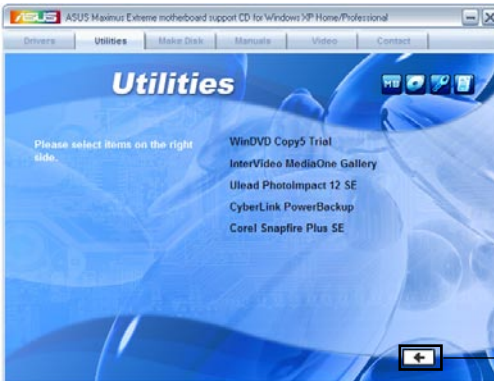 ASUS ASUS Maximus Extreme motherboard support CD for Windows XP Home/Professional
Drivers Utilities Make Disk Manuals Video Contact
Utilities
MB
Please select items on the right
side.
WinDVD Copy5 Trial
InterVideo MediaOne Gallery
Ulead PhotoImpact 12 SE
CyberLink PowerBackup
Corel Snapfire Plus SE